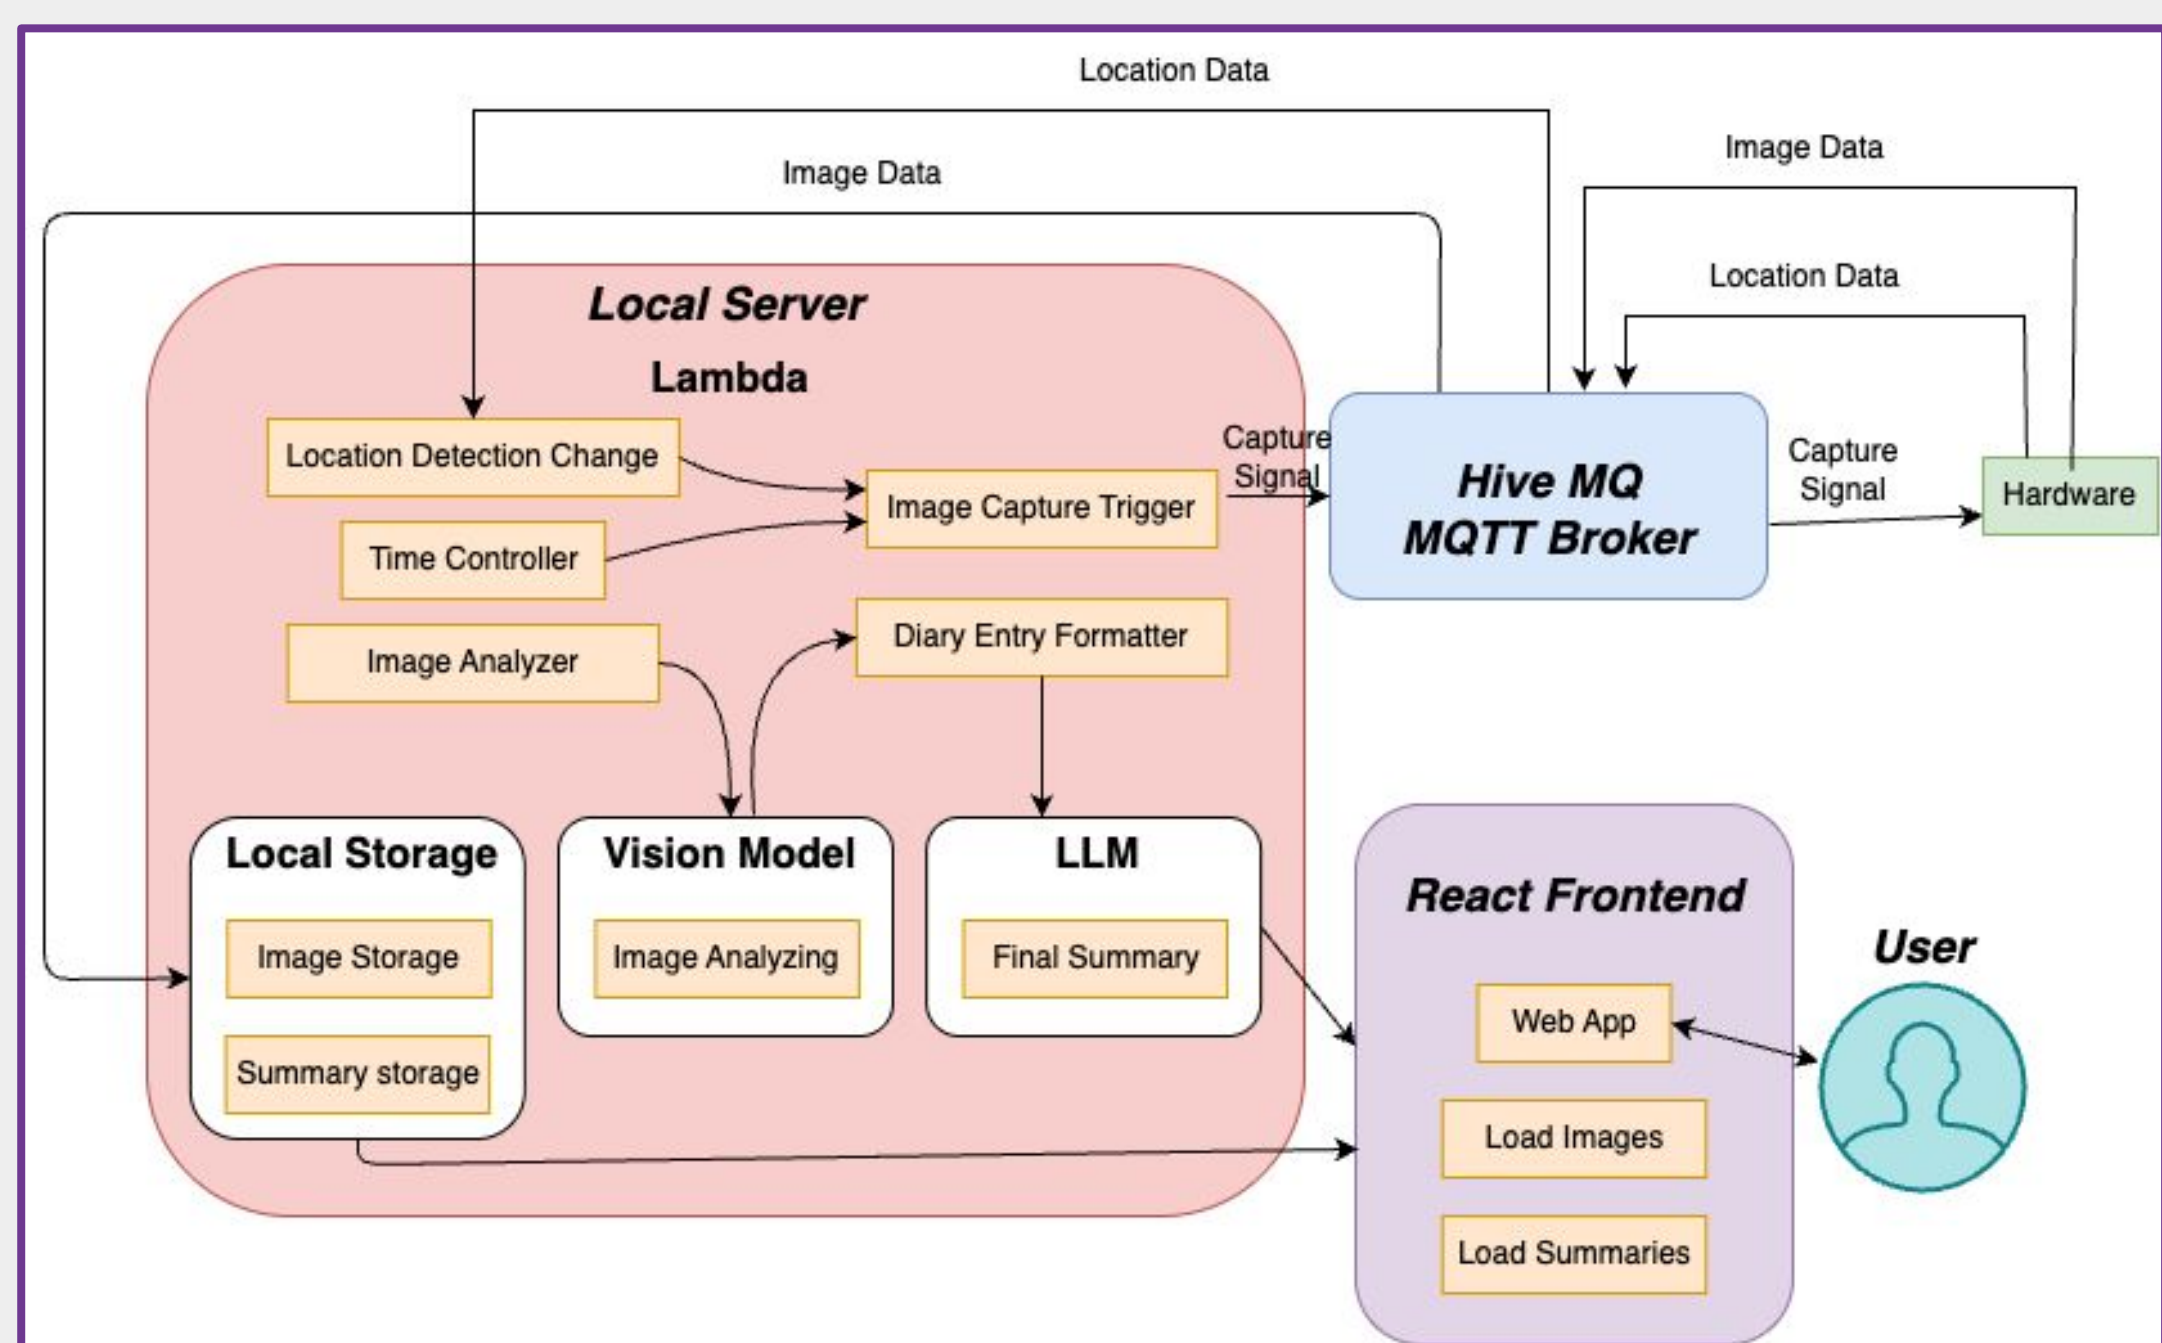 Location Data
Image Data
Image Data
Location Data
Local Server
Lambda
Location Detection Change
Time Controller
Image Analyzer
Image Capture Trigger
Diary Entry Formatter
Capture
Signal
Hive MQ
MQTT Broker
Capture
Signal
Hardware
Local Storage
Image Storage
Summary storage
Vision Model
Image Analyzing
LLM
Final Summary
React Frontend
Web App
Load Images
Load Summaries
User